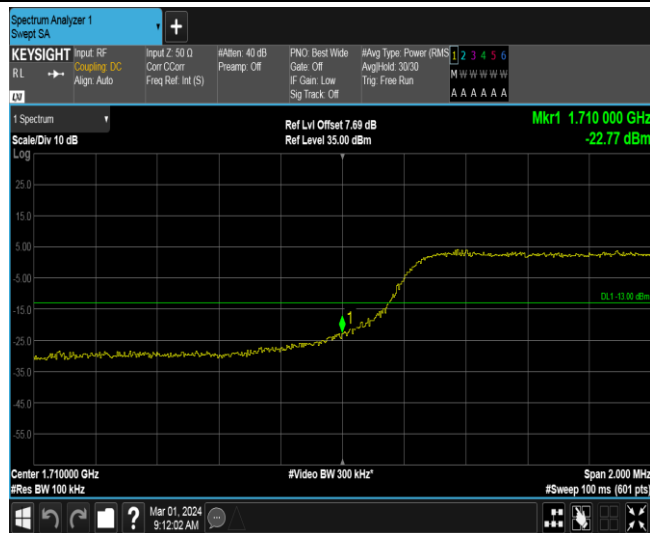 Spectrum Analyzer 1
Swept SA
+
KEYSIGHT
RL
LXI
Input: RF
Coupling: DC
Align: Auto
Input Z: 50 Ω
Corr CCorr
Freq Ref: Int (S)
#Atten: 40 dB
Preamp: Off
PNO: Best Wide
Gate: Off
IF Gain: Low
Sig Track: Off
#Avg Type: Power (RMS
Avg|Hold: 30/30
Trig: Free Run
1 2 3 4 5 6
M W W W W W
A A A A A A
1 Spectrum
Scale/Div 10 dB
Log
Ref Lvl Offset 7.69 dB
Ref Level 35.00 dBm
Mkr1 1.710 000 GHz
-22.77 dBm
25.0
15.0
5.00
-5.00
-15.0
-25.0
-35.0
-45.0
-55.0
DL1 -13.00 dBm
1
Center 1.710000 GHz
#Res BW 100 kHz
#Video BW 300 kHz*
Span 2.000 MHz
#Sweep 100 ms (601 pts)
?
Mar 01, 2024
9:12:02 AM